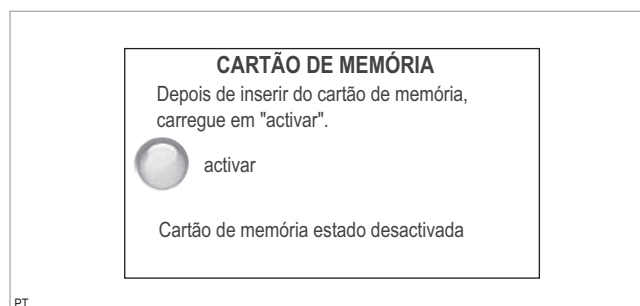 CARTÃO DE MEMÓRIA
Depois de inserir do cartão de memória,
carregue em "activar".
activar
Cartão de memória estado desactivada
PT